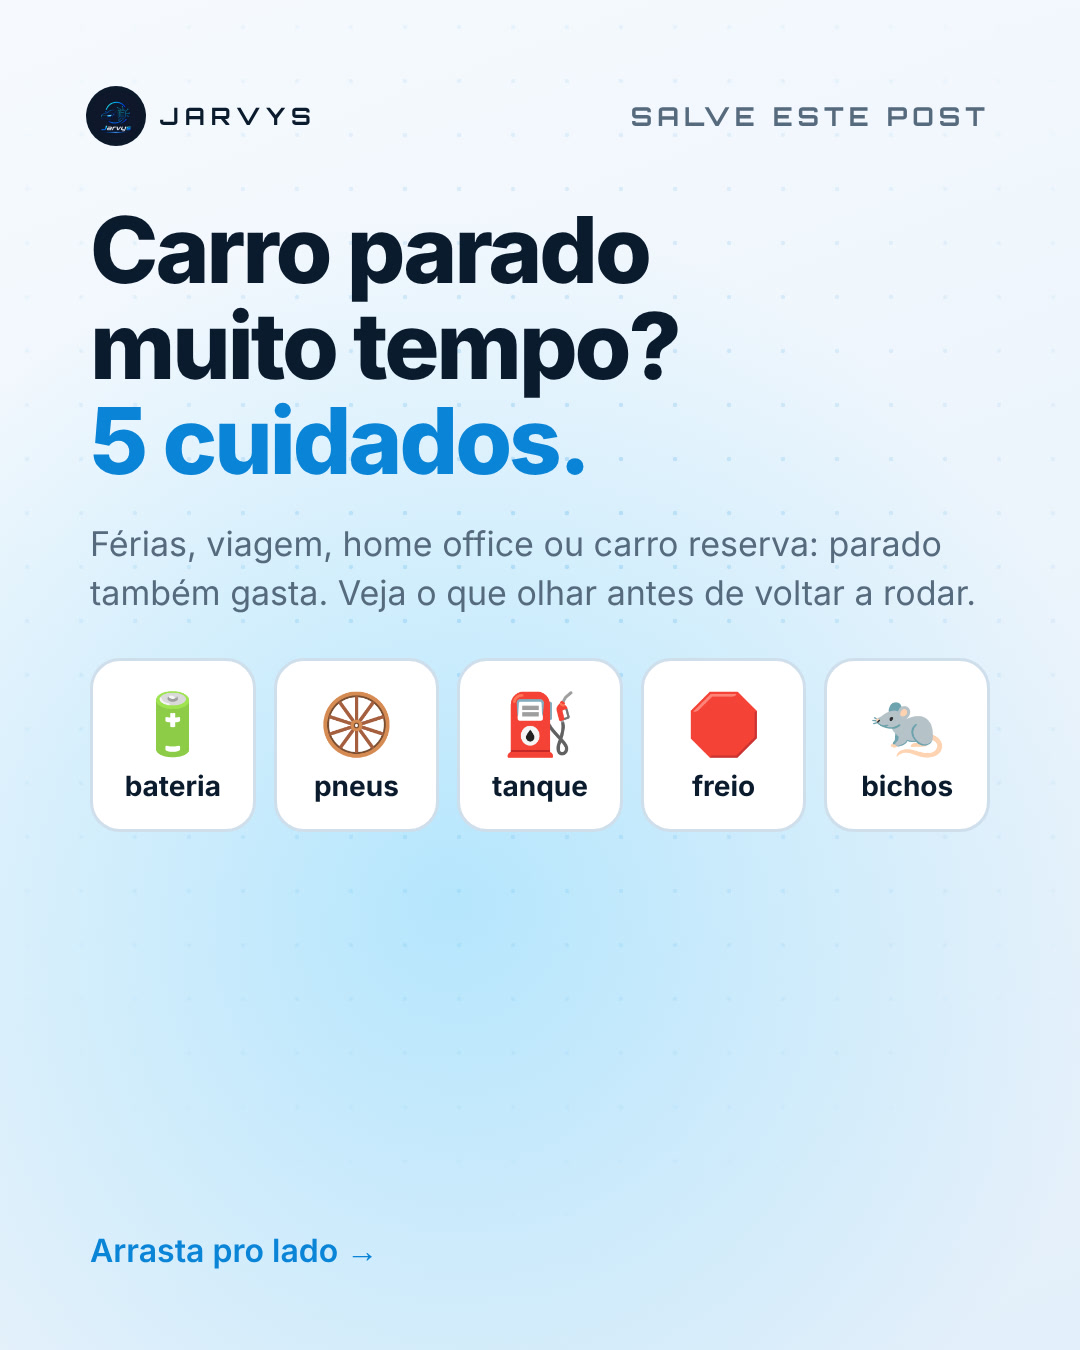 Jarvys
JARVYS
SALVE ESTE POST
Carro parado
muito tempo?
5 cuidados.
Férias, viagem, home office ou carro reserva: parado
também gasta. Veja o que olhar antes de voltar a rodar.
bateria
pneus
tanque
freio
bichos
Arrasta pro lado →